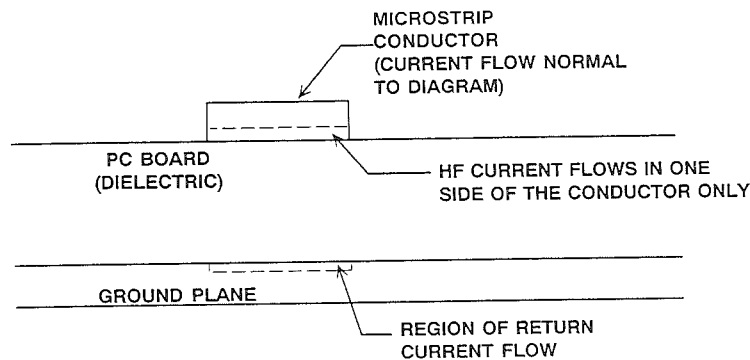 MICROSTRIP
CONDUCTOR
(CURRENT FLOW NORMAL
TO DIAGRAM)
PC BOARD
(DIELECTRIC)
HF CURRENT FLOWS IN ONE
SIDE OF THE CONDUCTOR ONLY
GROUND PLANE
REGION OF RETURN
CURRENT FLOW